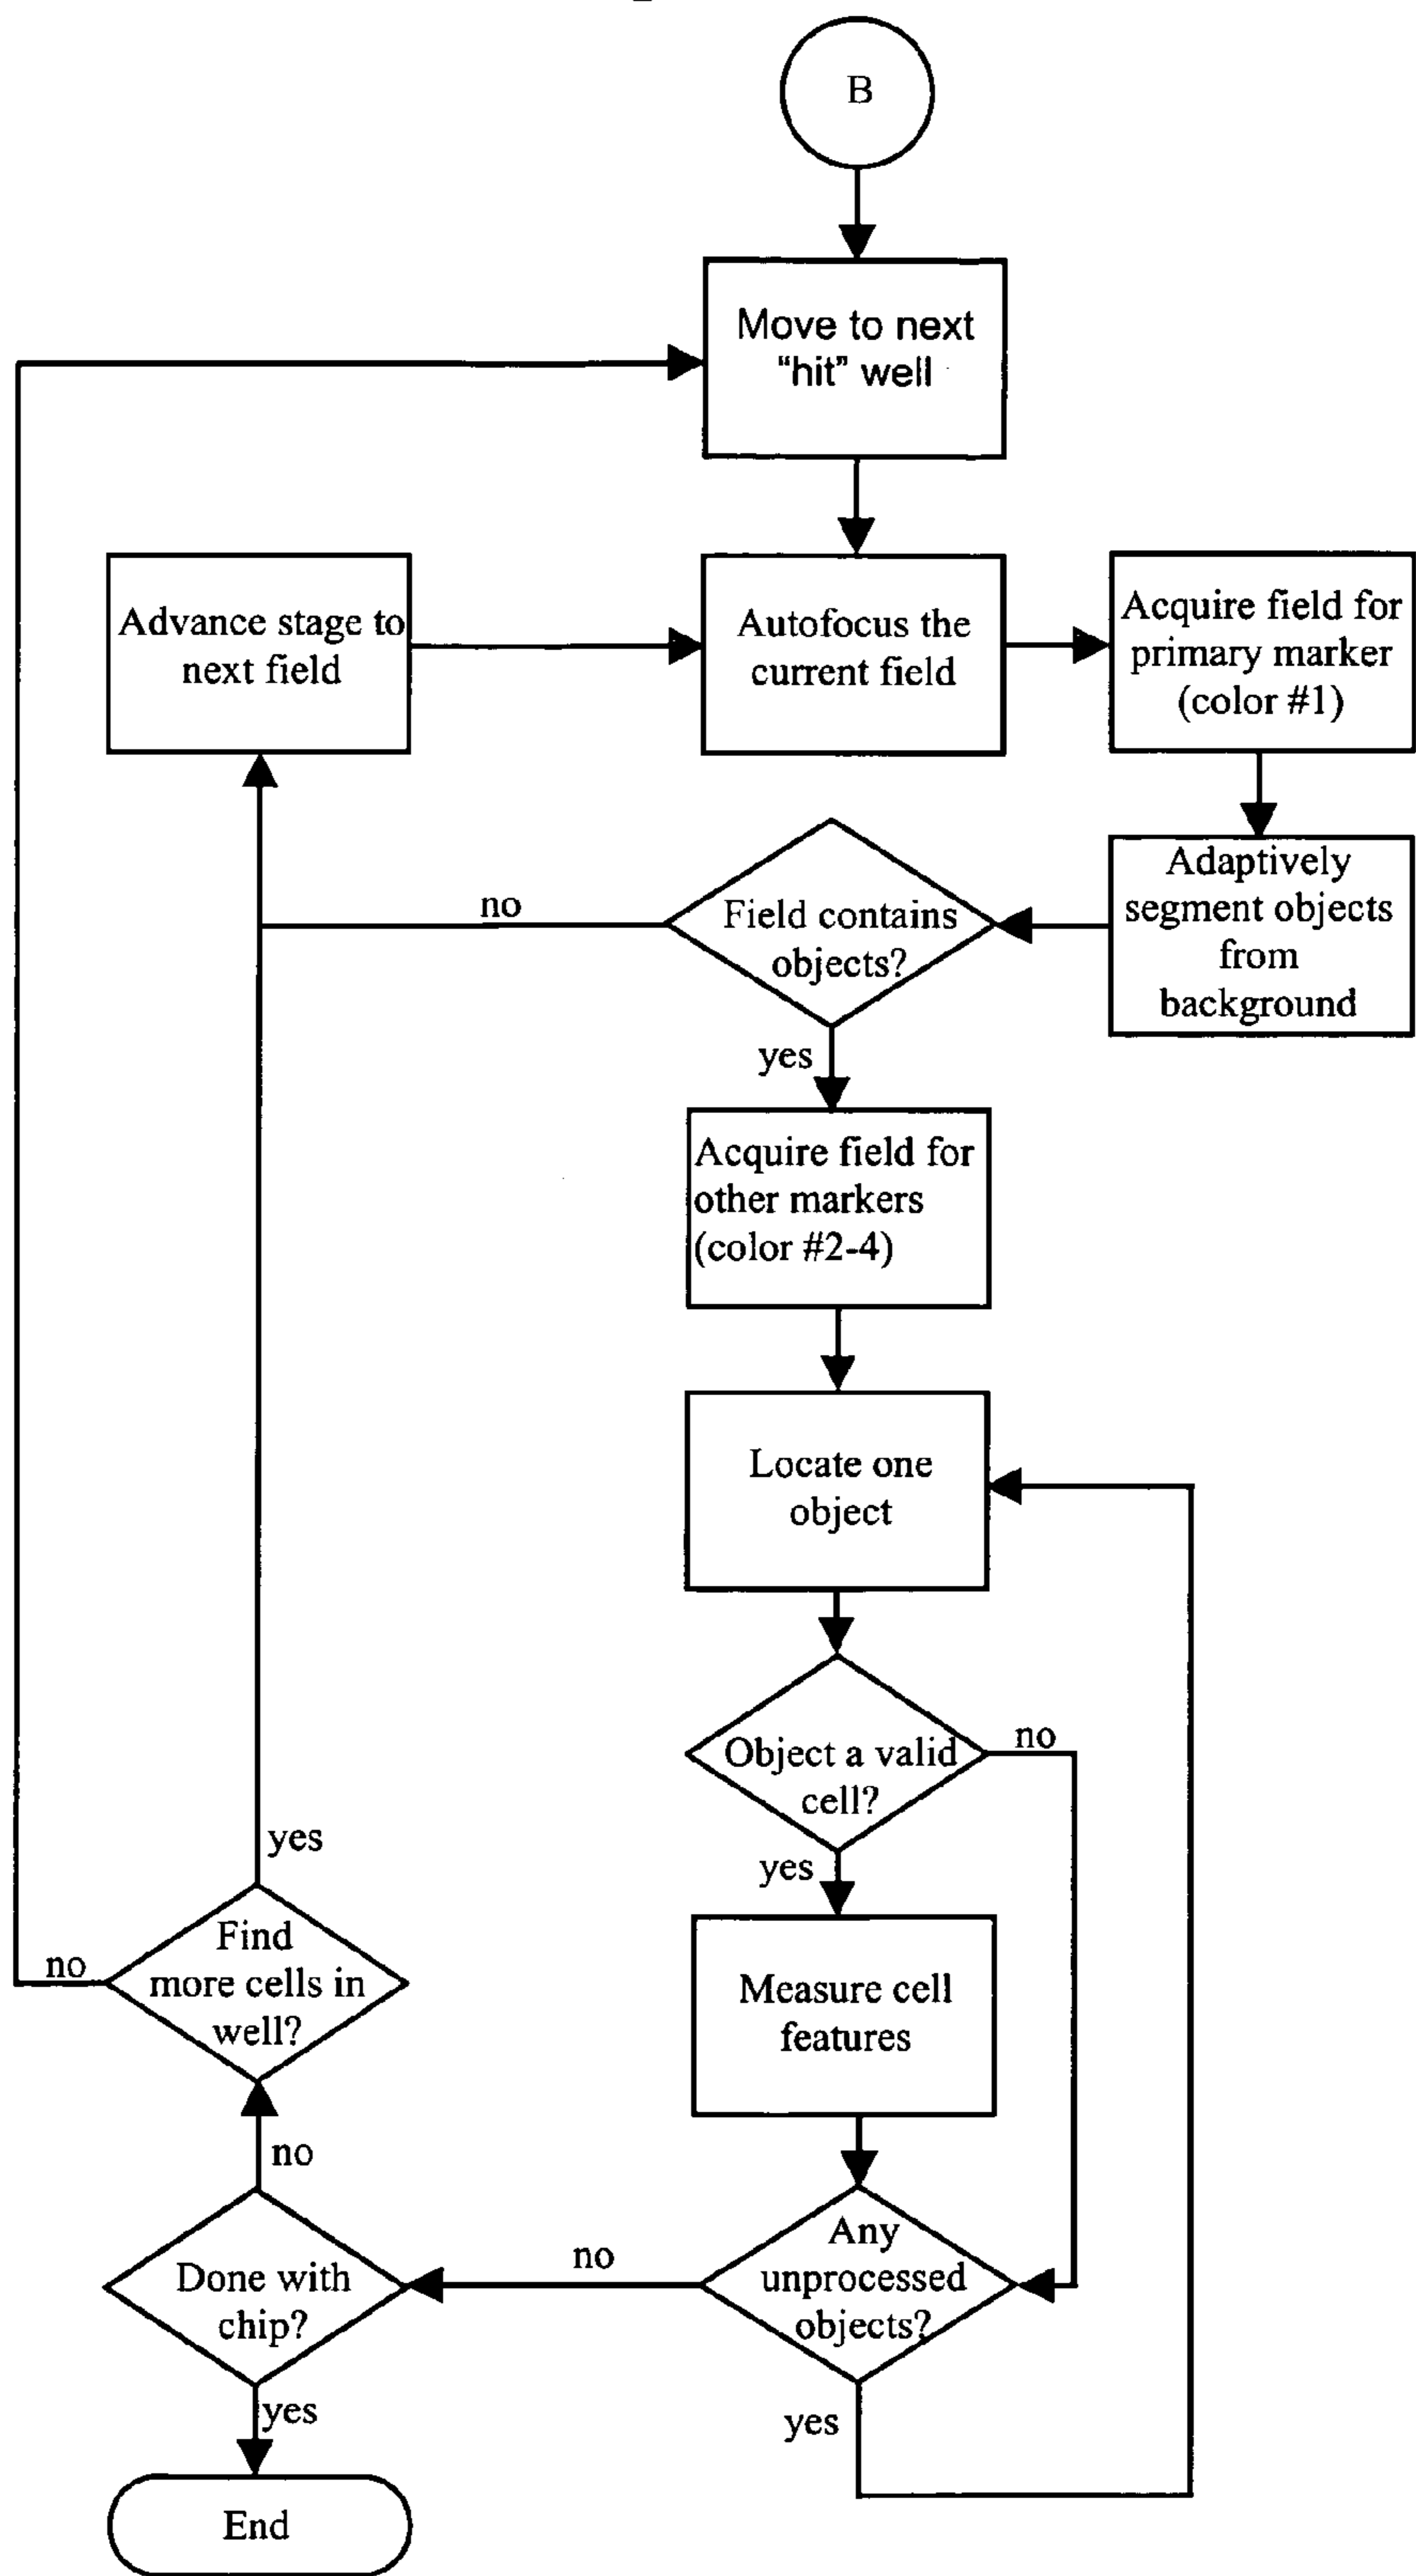 B
Move to next
“hit” well
Advance stage to
next field
Autofocus the
current field
Acquire field for
primary marker
(color #1)
Adaptively
segment objects
from
background
Field contains
objects?
no
yes
Acquire field for
other markers
(color #2-4)
Locate one
object
Object a valid
cell?
no
yes
Measure cell
features
Any
unprocessed
objects?
yes
no
Done with
chip?
no
yes
Find
more cells in
well?
yes
no
End